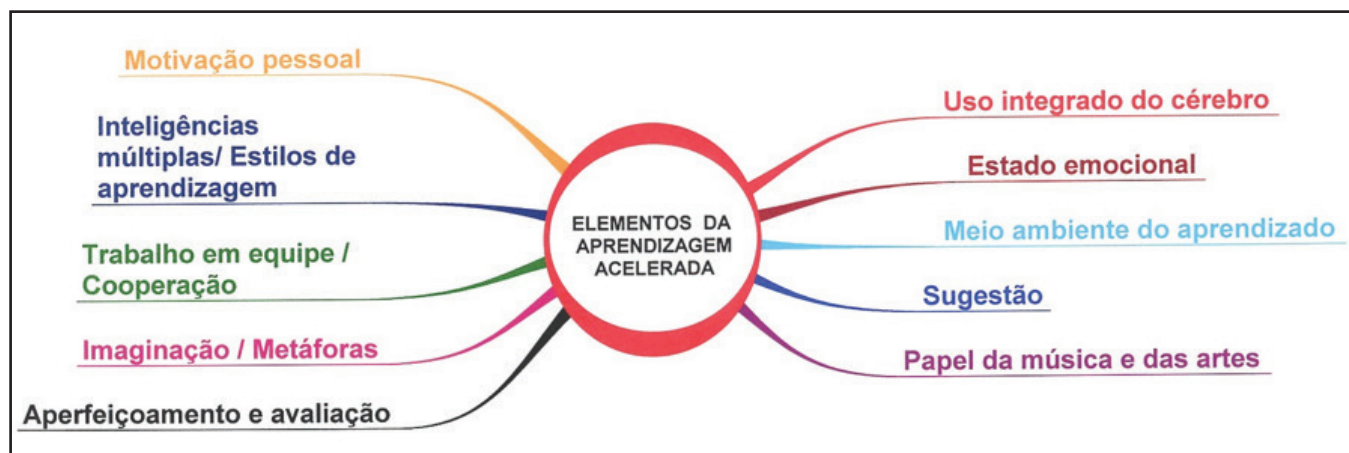 ELEMENTOS DA
APRENDIZAGEM
ACELERADA
Uso integrado do cérebro
Estado emocional
Meio ambiente do aprendizado
Sugestão
Papel da música e das artes
Motivação pessoal
Inteligências
múltiplas/ Estilos de
aprendizagem
Trabalho em equipe /
Cooperação
Imaginação / Metáforas
Aperfeiçoamento e avaliação